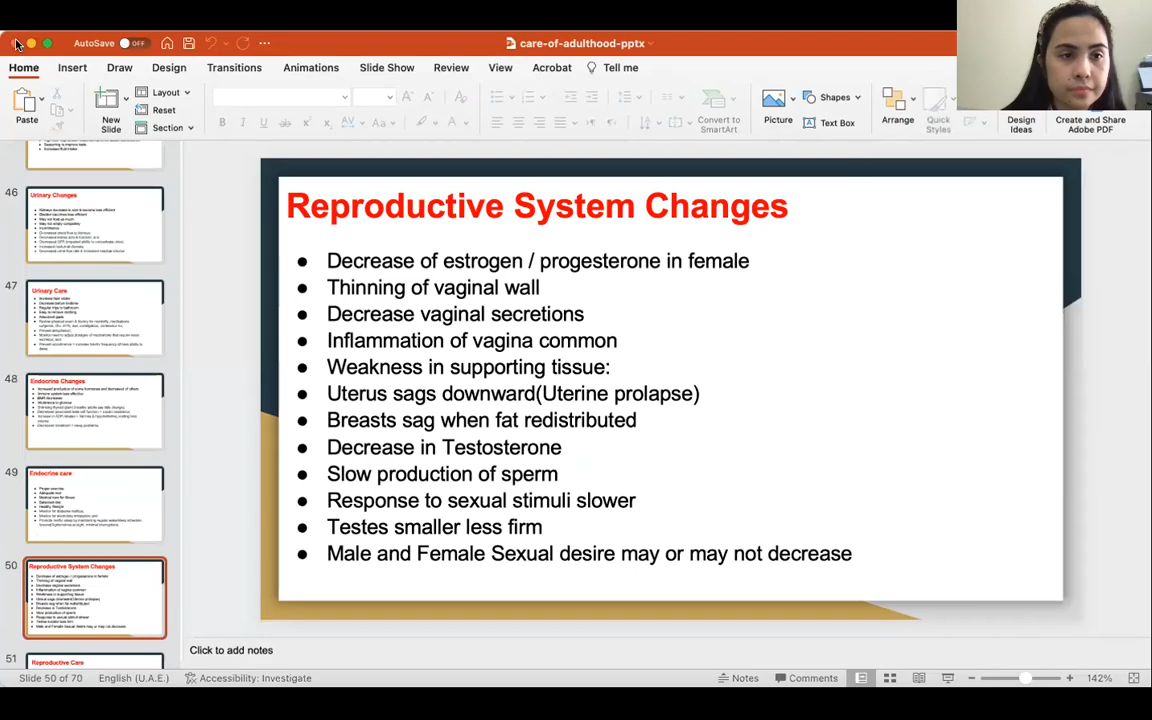 AutoSave OFF
care-of-adulthood-pptx
Home Insert Draw Design Transitions Animations Slide Show Review View Acrobat Tell me
Paste
New Slide
Layout
Reset
Section
Convert to SmartArt
Picture
Shapes
Text Box
Arrange
Quick Styles
Design Ideas
Create and Share Adobe PDF
46
Urinary Changes
47
Urinary Care
48
Endocrine Changes
49
Endocrine care
50
Reproductive System Changes
51
Reproductive Care
Reproductive System Changes
● Decrease of estrogen / progesterone in female
● Thinning of vaginal wall
● Decrease vaginal secretions
● Inflammation of vagina common
● Weakness in supporting tissue:
● Uterus sags downward(Uterine prolapse)
● Breasts sag when fat redistributed
● Decrease in Testosterone
● Slow production of sperm
● Response to sexual stimuli slower
● Testes smaller less firm
● Male and Female Sexual desire may or may not decrease
Click to add notes
Slide 50 of 70 English (U.A.E.) Accessibility: Investigate Notes Comments 142%